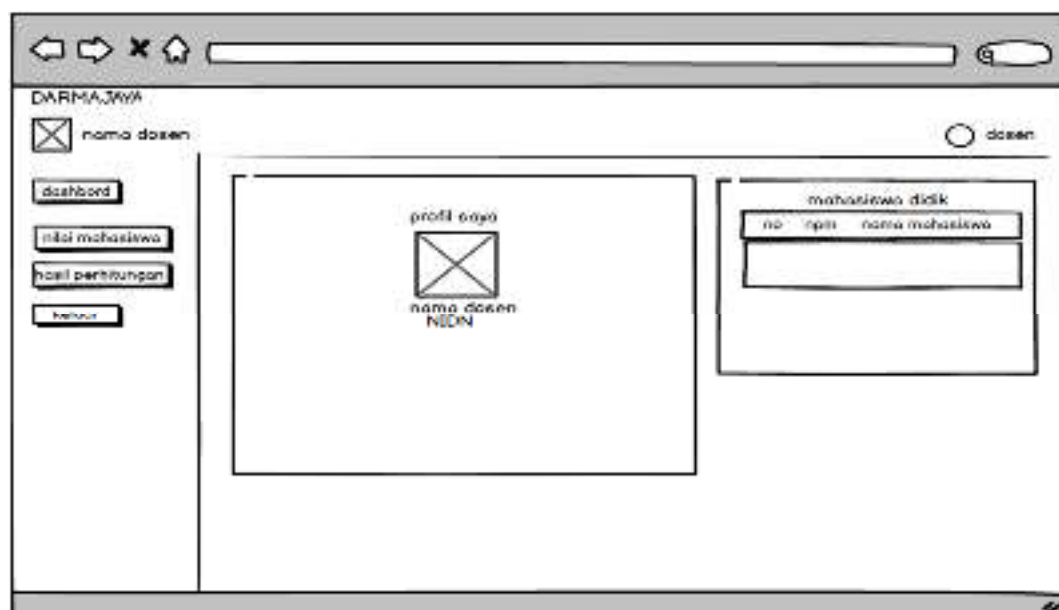 DARMAJAYA
nama dosen
dosen
dashbord
nilai mahasiswa
hasil perhitungan
profil saya
nama dosen
NIDN
mahasiswa didik
no npm nama mahasiswa